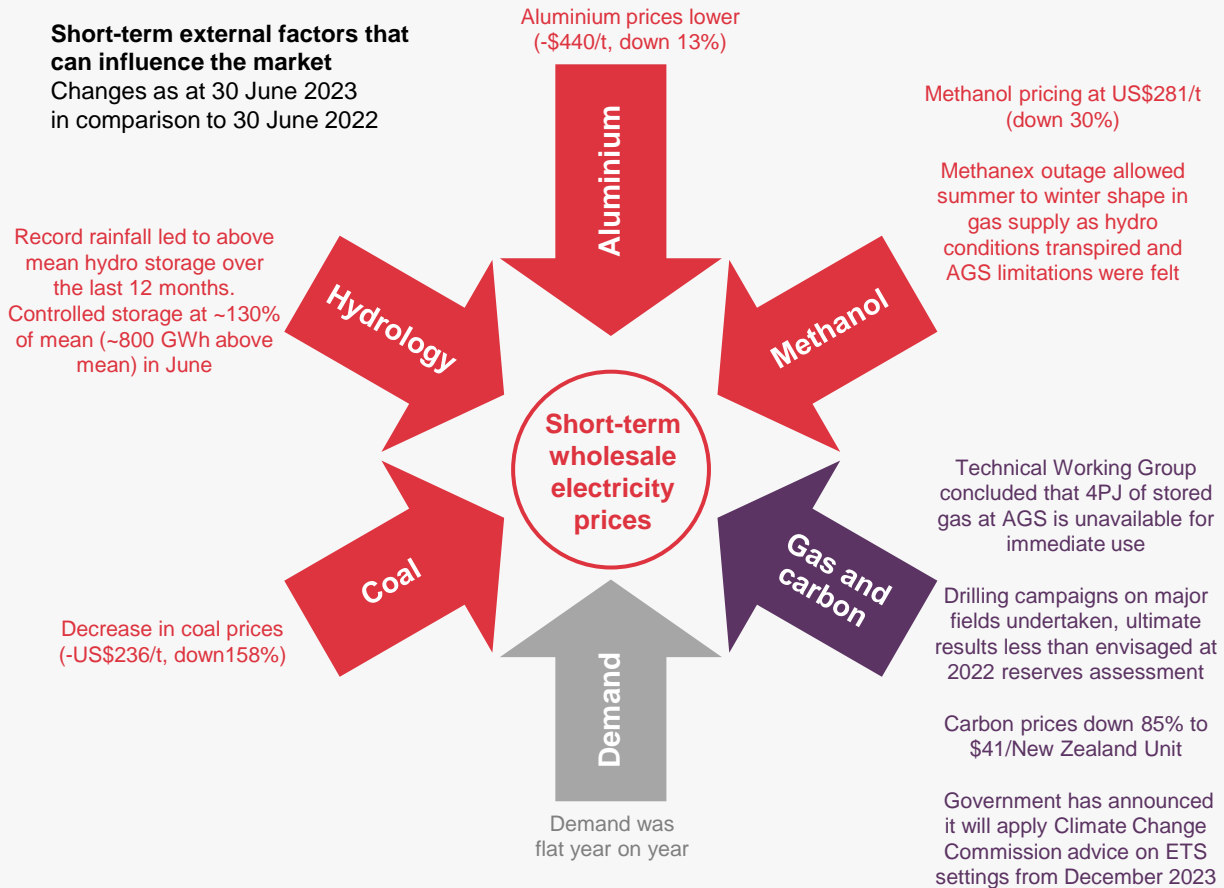 Short-term external factors that
can influence the market
Changes as at 30 June 2023
in comparison to 30 June 2022
Aluminium prices lower
(-$440/t, down 13%)
Aluminium
Methanol pricing at US$281/t
(down 30%)
Methanex outage allowed
summer to winter shape in
gas supply as hydro
conditions transpired and
AGS limitations were felt
Methanol
Record rainfall led to above
mean hydro storage over
the last 12 months.
Controlled storage at ~130%
of mean (~800 GWh above
mean) in June
Hydrology
Short-term
wholesale
electricity
prices
Coal
Decrease in coal prices
(-US$236/t, down158%)
Demand
Demand was
flat year on year
Gas and
carbon
Technical Working Group
concluded that 4PJ of stored
gas at AGS is unavailable for
immediate use
Drilling campaigns on major
fields undertaken, ultimate
results less than envisaged at
2022 reserves assessment
Carbon prices down 85% to
$41/New Zealand Unit
Government has announced
it will apply Climate Change
Commission advice on ETS
settings from December 2023